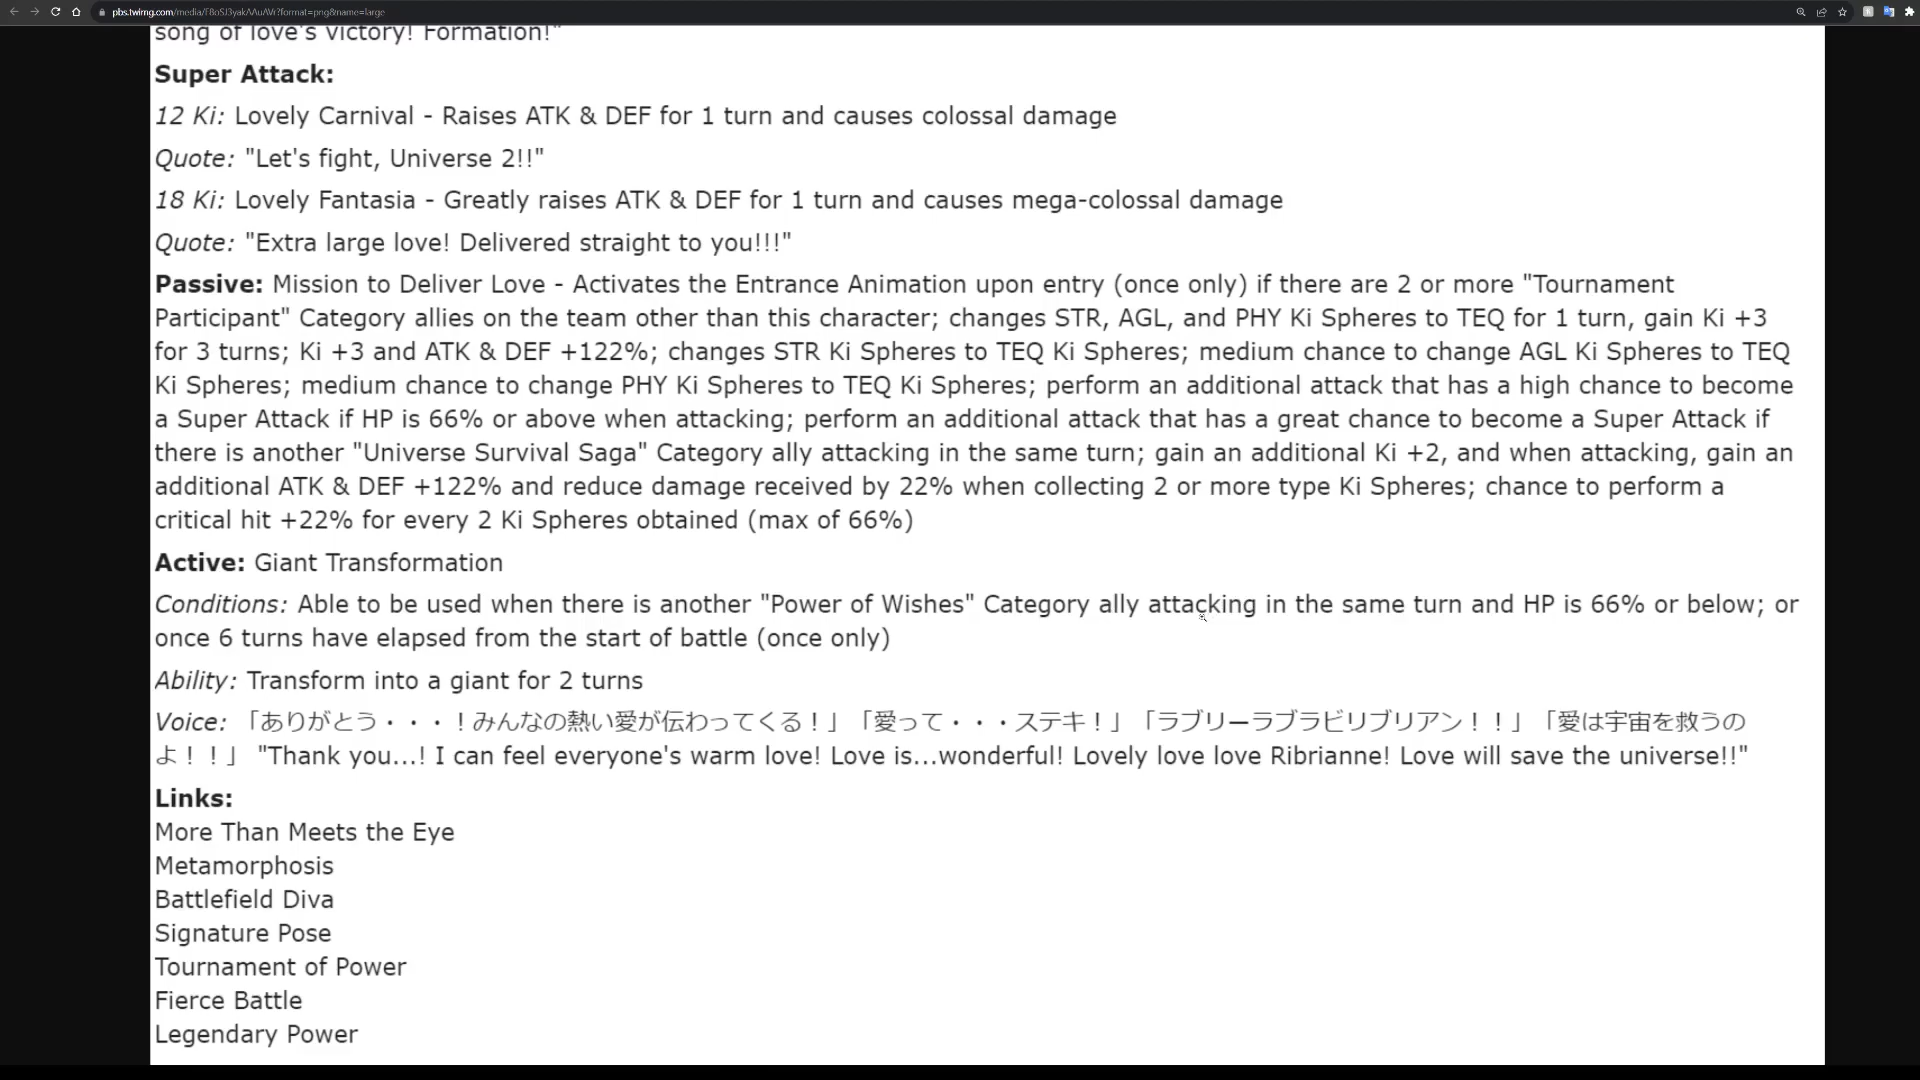 pbs.twimg.com/media/
?format=png&name=large
song of love's victory! Formation!"
Super Attack:
12 Ki: Lovely Carnival - Raises ATK & DEF for 1 turn and causes colossal damage
Quote: "Let's fight, Universe 2!!"
18 Ki: Lovely Fantasia - Greatly raises ATK & DEF for 1 turn and causes mega-colossal damage
Quote: "Extra large love! Delivered straight to you!!!"
Passive: Mission to Deliver Love - Activates the Entrance Animation upon entry (once only) if there are 2 or more "Tournament
Participant" Category allies on the team other than this character; changes STR, AGL, and PHY Ki Spheres to TEQ for 1 turn, gain Ki +3
for 3 turns; Ki +3 and ATK & DEF +122%; changes STR Ki Spheres to TEQ Ki Spheres; medium chance to change AGL Ki Spheres to TEQ
Ki Spheres; medium chance to change PHY Ki Spheres to TEQ Ki Spheres; perform an additional attack that has a high chance to become
a Super Attack if HP is 66% or above when attacking; perform an additional attack that has a great chance to become a Super Attack if
there is another "Universe Survival Saga" Category ally attacking in the same turn; gain an additional Ki +2, and when attacking, gain an
additional ATK & DEF +122% and reduce damage received by 22% when collecting 2 or more type Ki Spheres; chance to perform a
critical hit +22% for every 2 Ki Spheres obtained (max of 66%)
Active: Giant Transformation
Conditions: Able to be used when there is another "Power of Wishes" Category ally attacking in the same turn and HP is 66% or below; or
once 6 turns have elapsed from the start of battle (once only)
Ability: Transform into a giant for 2 turns
Voice: 「ありがとう・・・！みんなの熱い愛が伝わってくる！」「愛って・・・ステキ！」「ラブリーラブラビリブリアン！！」「愛は宇宙を救うの
よ！！」 "Thank you...! I can feel everyone's warm love! Love is...wonderful! Lovely love love Ribrianne! Love will save the universe!!"
Links:
More Than Meets the Eye
Metamorphosis
Battlefield Diva
Signature Pose
Tournament of Power
Fierce Battle
Legendary Power